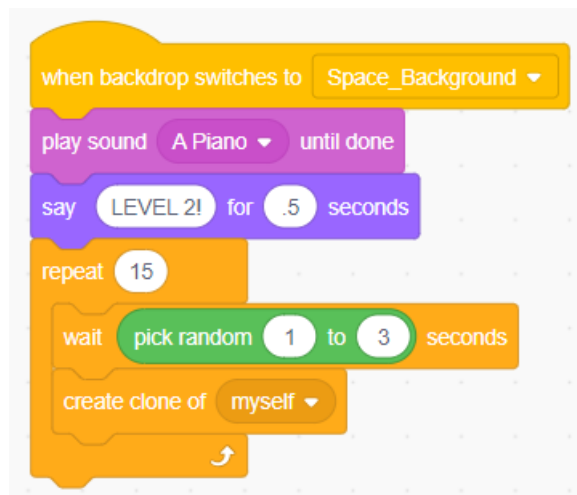 when backdrop switches to Space_Background
play sound A Piano until done
say LEVEL 2! for .5 seconds
repeat 15
wait pick random 1 to 3 seconds
create clone of myself